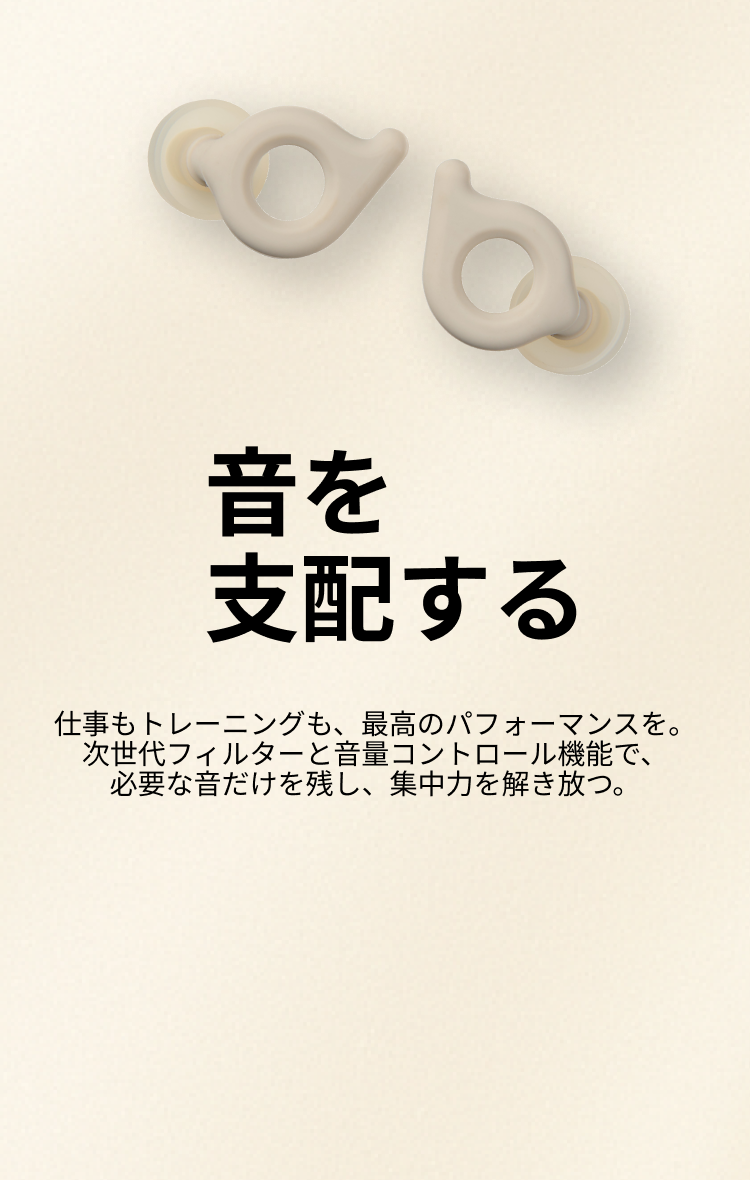 音を
支配する
仕事もトレーニングも、最高のパフォーマンスを。
次世代フィルターと音量コントロール機能で、
必要な音だけを残し、集中力を解き放つ。